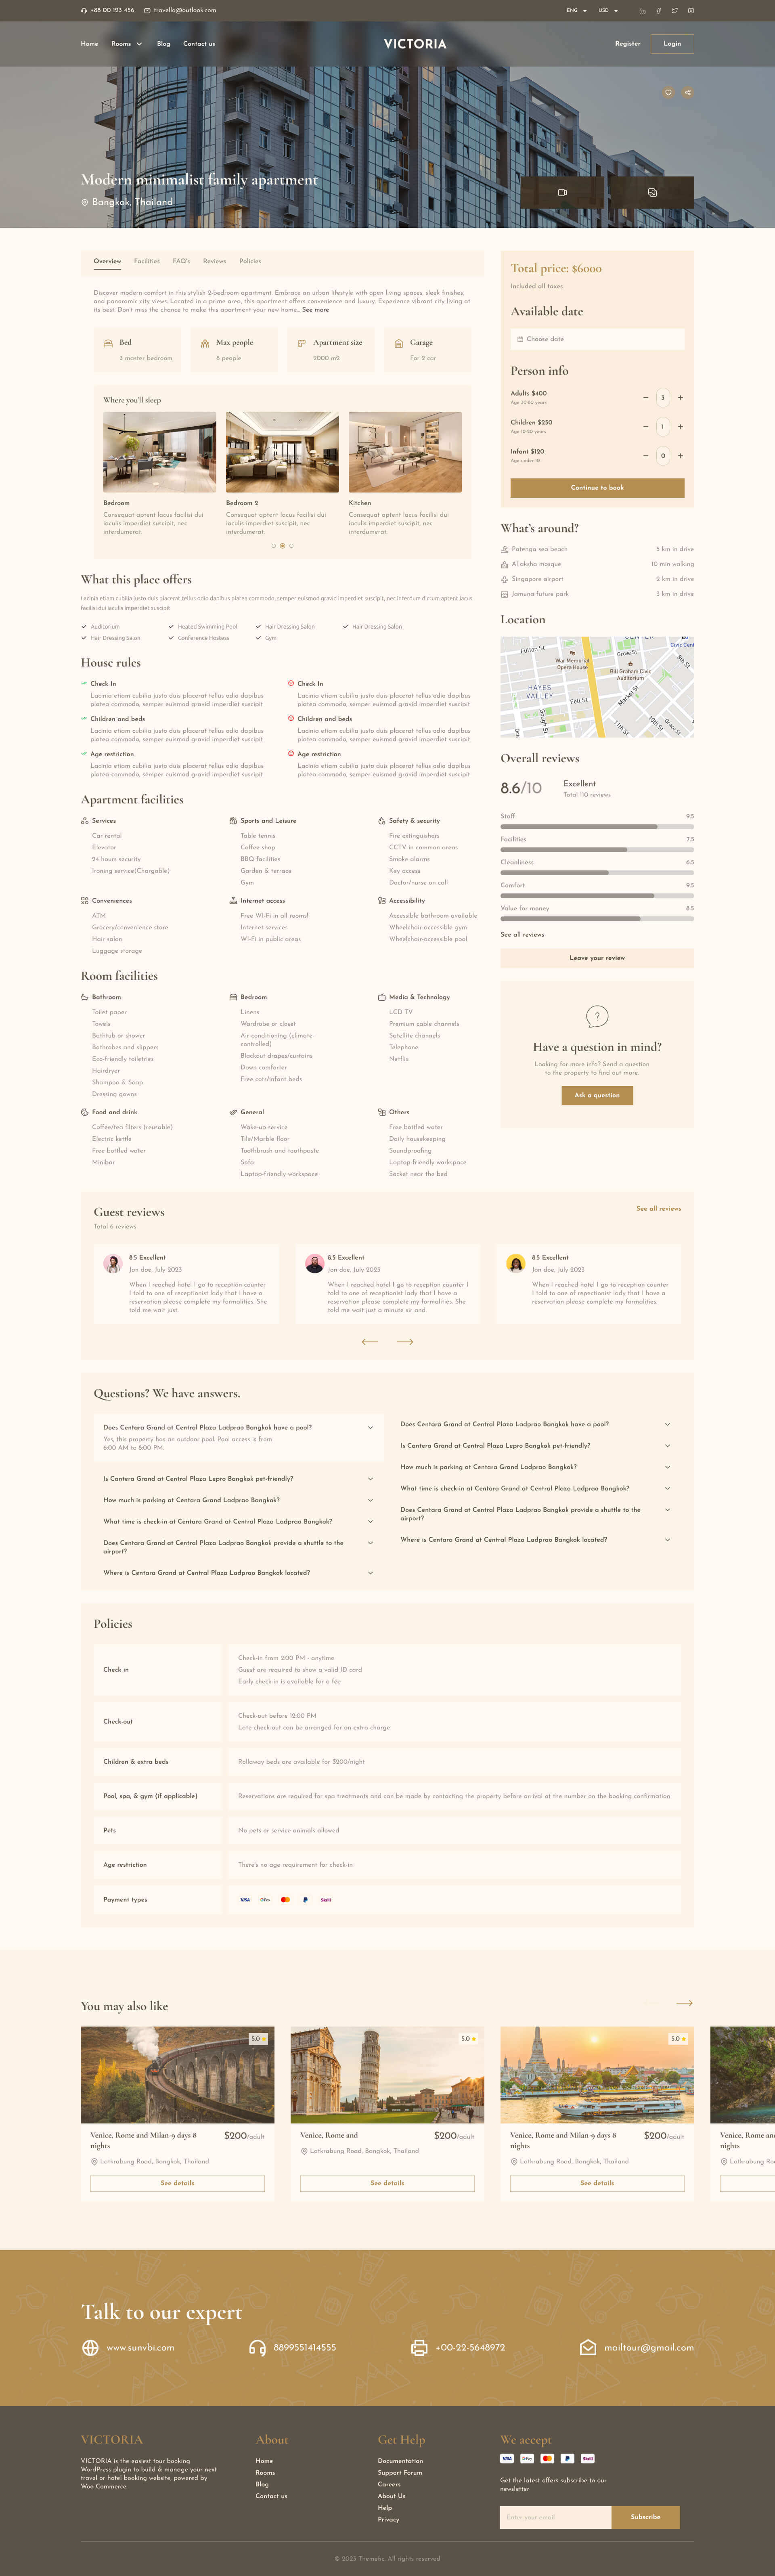 +88 00 123 456
travello@outlook.com
ENG
USD
Home
Rooms
Blog
Contact us
VICTORIA
Register
Login
Modern minimalist family apartment
Bangkok, Thailand
Overview
Facilities
FAQ's
Reviews
Policies
Discover modern comfort in this stylish 2-bedroom apartment. Embrace an urban lifestyle with open living spaces, sleek finishes,
and panoramic city views. Located in a prime area, this apartment offers convenience and luxury. Experience vibrant city living at
its best. Don't miss the chance to make this apartment your new home... See more
Bed
3 master bedroom
Max people
8 people
Apartment size
2000 m2
Garage
For 2 car
Where you'll sleep
Bedroom
Consequat aptent lacus facilisi dui
iaculis imperdiet suscipit, nec
interdumerat.
Bedroom 2
Consequat aptent lacus facilisi dui
iaculis imperdiet suscipit, nec
interdumerat.
Kitchen
Consequat aptent lacus facilisi dui
iaculis imperdiet suscipit, nec
interdumerat.
What this place offers
Lacinia etiam cubilia justo duis placerat tellus odio dapibus platea commodo, semper euismod gravid imperdiet suscipit, nec interdum dictum aptent lacus
facilisi dui iaculis imperdiet suscipit
Auditorium
Heated Swimming Pool
Hair Dressing Salon
Hair Dressing Salon
Hair Dressing Salon
Conference Hostess
Gym
House rules
Check In
Lacinia etiam cubilia justo duis placerat tellus odio dapibus
platea commodo, semper euismod gravid imperdiet suscipit
Children and beds
Lacinia etiam cubilia justo duis placerat tellus odio dapibus
platea commodo, semper euismod gravid imperdiet suscipit
Age restriction
Lacinia etiam cubilia justo duis placerat tellus odio dapibus
platea commodo, semper euismod gravid imperdiet suscipit
Check In
Lacinia etiam cubilia justo duis placerat tellus odio dapibus
platea commodo, semper euismod gravid imperdiet suscipit
Children and beds
Lacinia etiam cubilia justo duis placerat tellus odio dapibus
platea commodo, semper euismod gravid imperdiet suscipit
Age restriction
Lacinia etiam cubilia justo duis placerat tellus odio dapibus
platea commodo, semper euismod gravid imperdiet suscipit
Apartment facilities
Services
Car rental
Elevator
24 hours security
Ironing service(Chargable)
Sports and Leisure
Table tennis
Coffee shop
BBQ facilities
Garden & terrace
Gym
Safety & security
Fire extinguishers
CCTV in common areas
Smoke alarms
Key access
Doctor/nurse on call
Conveniences
ATM
Grocery/convenience store
Hair salon
Luggage storage
Internet access
Free WI-Fi in all rooms!
Internet services
WI-Fi in public areas
Accessibility
Accessible bathroom available
Wheelchair-accessible gym
Wheelchair-accessible pool
Room facilities
Bathroom
Toilet paper
Towels
Bathtub or shower
Bathrobes and slippers
Eco-friendly toiletries
Hairdryer
Shampoo & Soap
Dressing gowns
Bedroom
Linens
Wardrobe or closet
Air conditioning (climate-
controlled)
Blackout drapes/curtains
Down comforter
Free cots/infant beds
Media & Technology
LCD TV
Premium cable channels
Satellite channels
Telephone
Netflix
Food and drink
Coffee/tea filters (reusable)
Electric kettle
Free bottled water
Minibar
General
Wake-up service
Tile/Marble floor
Toothbrush and toothpaste
Sofa
Laptop-friendly workspace
Others
Free bottled water
Daily housekeeping
Soundproofing
Laptop-friendly workspace
Socket near the bed
Total price: $6000
Included all taxes
Available date
Choose date
Person info
Adults $400
Age 20-80 years
3
Children $250
Age 10-20 years
1
Infant $120
Age under 10
0
Continue to book
What's around?
Patenga sea beach
5 km in drive
Al aksha mosque
10 min walking
Singapore airport
2 km in drive
Jamuna future park
3 km in drive
Location
Fulton St
Grove St
CENTER
Civic Cent
War Memorial
Opera House
Bill Graham Civic
Auditorium
8th St
HAYES
VALLEY
Fell St
Market St
Gough St
11th St
10th St
Grace St
Overall reviews
8.6/10
Excellent
Total 110 reviews
Staff
9.5
Facilities
7.5
Cleanliness
6.5
Comfort
9.5
Value for money
8.5
See all reviews
Leave your review
Have a question in mind?
Looking for more info? Send a question
to the property to find out more.
Ask a question
Guest reviews
See all reviews
Total 6 reviews
8.5 Excellent
Jon doe, July 2023
When I reached hotel I go to reception counter
I told to one of receptionist lady that I have a
reservation please complete my formalities. She
told me wait just
8.5 Excellent
Jon doe, July 2023
When I reached hotel I go to reception counter I
told to one of receptionist lady that I have a
reservation please complete my formalities. She
told me wait just a minute sir and.
8.5 Excellent
Jon doe, July 2023
When I reached hotel I go to reception counter
I told to one of repectionist lady that I have a
reservation please complete my formalities.
Questions? We have answers.
Does Centara Grand at Central Plaza Ladprao Bangkok have a pool?
Yes, this property has an outdoor pool. Pool access is from
6:00 AM to 8:00 PM.
Is Cantera Grand at Central Plaza Lepro Bangkok pet-friendly?
How much is parking at Centara Grand at Ladprao Bangkok?
What time is check-in at Centara Grand at Central Plaza Ladprao Bangkok?
Does Centara Grand at Central Plaza Ladprao Bangkok provide a shuttle to the
airport?
Where is Centara Grand at Central Plaza Ladprao Bangkok located?
Does Centara Grand at Central Plaza Ladprao Bangkok have a pool?
Is Cantera Grand at Central Plaza Lepro Bangkok pet-friendly?
How much is parking at Centara Grand at Ladprao Bangkok?
What time is check-in at Centara Grand at Central Plaza Ladprao Bangkok?
Does Centara Grand at Central Plaza Ladprao Bangkok provide a shuttle to the
airport?
Where is Centara Grand at Central Plaza Ladprao Bangkok located?
Policies
Check in
Check-in from 2:00 PM - anytime
Guest are required to show a valid ID card
Early check-in is available for a fee
Check-out
Check-out before 12:00 PM
Late check-out can be arranged for an extra charge
Children & extra beds
Rollaway beds are available for $200/night
Pool, spa, & gym (if applicable)
Reservations are required for spa treatments and can be made by contacting the property before arrival at the number on the booking confirmation
Pets
No pets or service animals allowed
Age restriction
There's no age requirement for check-in
Payment types
VISA
G Pay
Skrill
You may also like
5.0
Venice, Rome and Milan-9 days 8
nights
$200/adult
Latkrabung Road, Bangkok, Thailand
See details
5.0
Venice, Rome and
$200/adult
Latkrabung Road, Bangkok, Thailand
See details
5.0
Venice, Rome and Milan-9 days 8
nights
$200/adult
Latkrabung Road, Bangkok, Thailand
See details
Venice, Rome an
nights
Latkrabung Roa
Talk to our expert
www.sunvbi.com
8899551414555
+00-22-5648972
mailtour@gmail.com
VICTORIA
VICTORIA is the easiest tour booking
WordPress plugin to build & manage your next
travel or hotel booking website, powered by
Woo Commerce.
About
Home
Rooms
Blog
Contact us
Get Help
Documentation
Support Forum
Careers
About Us
Help
Privacy
We accept
VISA
G Pay
Skrill
Get the latest offers subscribe to our
newsletter
Enter your email
Subscribe
© 2023 Themefic. All rights reserved